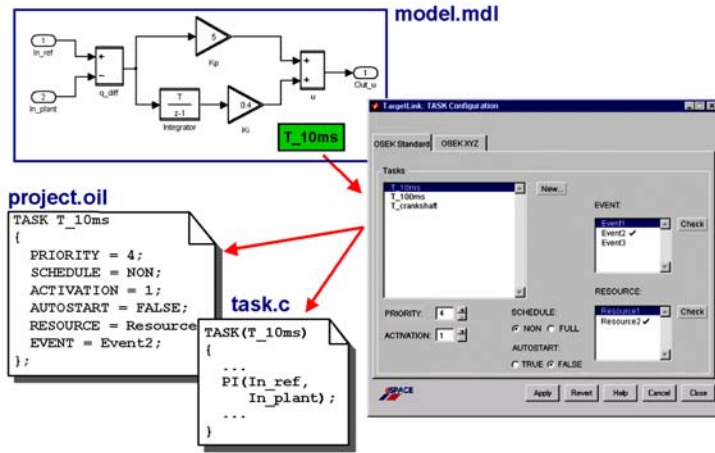 model.mdl
1
In_ref
2
In_plant
+
−
q_diff
5
Kp
T
z-1
Integrator
0.4
Ki
+
+
u
1
Out_u
T_10ms
TargetLink: TASK Configuration
OSEK Standard
OSEK XYZ
Tasks
T_10ms
T_100ms
T_crankshaft
New...
EVENT:
Event1
Event2 ✓
Event3
Check
RESOURCE:
Resource1
Resource2 ✓
Check
PRIORITY: 4
ACTIVATION: 1
SCHEDULE:
NON FULL
AUTOSTART:
TRUE FALSE
dSPACE
Apply Revert Help Cancel Close
project.oil
TASK T_10ms
{
PRIORITY = 4;
SCHEDULE = NON;
ACTIVATION = 1;
AUTOSTART = FALSE;
RESOURCE = Resource
EVENT = Event2;
};
task.c
TASK(T_10ms)
{
...
PI(In_ref,
In_plant);
...
}